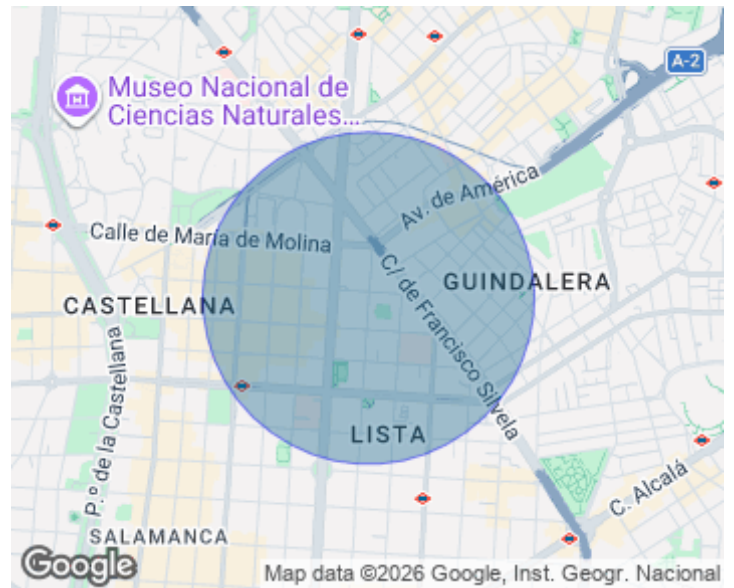 A-2
Museo Nacional de
Ciencias Naturales...
Av. de América
Calle de María de Molina
GUINDALERA
CASTELLANA
C/ de Francisco Silvela
P.º de la Castellana
LISTA
C. Alcalá
SALAMANCA
Google
Map data ©2026 Google, Inst. Geogr. Nacional